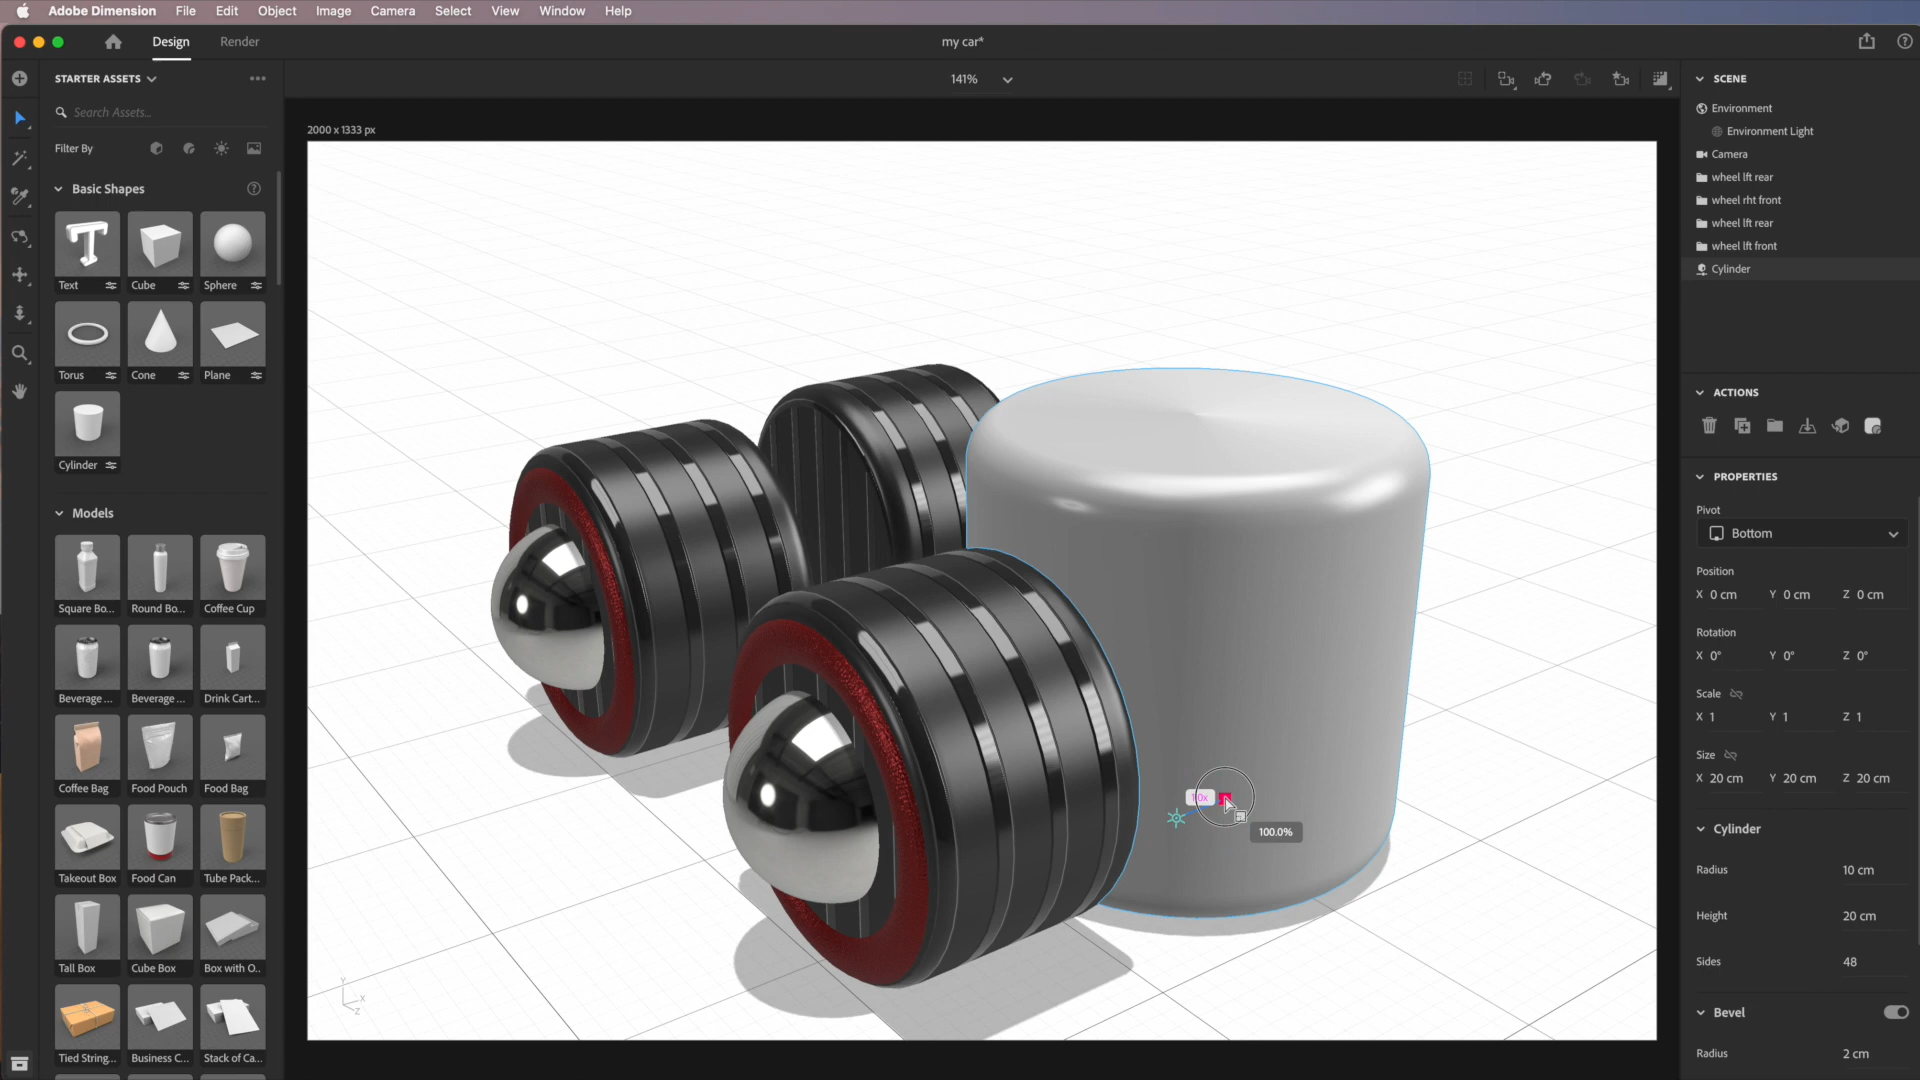 Adobe Dimension File Edit Object Image Camera Select View Window Help
Design Render my car*
STARTER ASSETS
141%
Search Assets...
Filter By
2000 x 1333 px
Basic Shapes
Text Cube Sphere
Torus Cone Plane
Cylinder
Models
Square Bo... Round Bo... Coffee Cup
Beverage ... Beverage ... Drink Cart...
Coffee Bag Food Pouch Food Bag
Takeout Box Food Can Tube Pack...
Tall Box Cube Box Box with O..
Tied String... Business C... Stack of Ca...
100.0%
Y
X
Z
SCENE
Environment
Environment Light
Camera
wheel lft rear
wheel rht front
wheel lft rear
wheel lft front
Cylinder
ACTIONS
PROPERTIES
Pivot
Bottom
Position
X 0 cm Y 0 cm Z 0 cm
Rotation
X 0° Y 0° Z 0°
Scale
X 1 Y 1 Z 1
Size
X 20 cm Y 20 cm Z 20 cm
Cylinder
Radius 10 cm
Height 20 cm
Sides 48
Bevel
Radius 2 cm